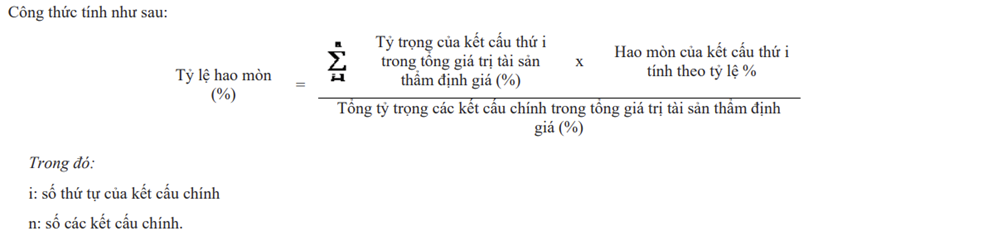 Công thức tính như sau:
Tỷ lệ hao mòn
(%)
=
n
∑
i=1
Tỷ trọng của kết cấu thứ i
trong tổng giá trị tài sản
thẩm định giá (%)
x
Hao mòn của kết cấu thứ i
tính theo tỷ lệ %
Tổng tỷ trọng các kết cấu chính trong tổng giá trị tài sản thẩm định
giá (%)
Trong đó:
i: số thứ tự của kết cấu chính
n: số các kết cấu chính.